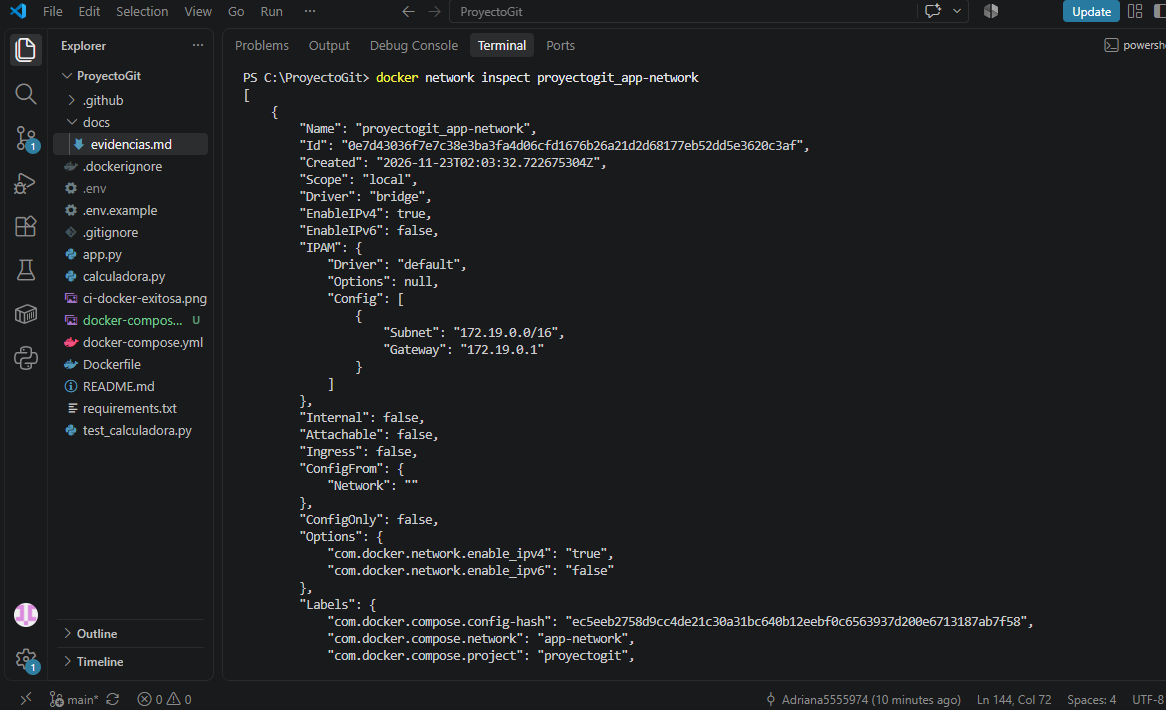 File Edit Selection View Go Run ··· ProyectoGit Update
Explorer ···
ProyectoGit
.github
docs
evidencias.md
.dockerignore
.env
.env.example
.gitignore
app.py
calculadora.py
ci-docker-exitosa.png
docker-compos... U
docker-compose.yml
Dockerfile
README.md
requirements.txt
test_calculadora.py
Outline
Timeline
1
1
Problems Output Debug Console Terminal Ports powersh
PS C:\ProyectoGit> docker network inspect proyectogit_app-network
[
    {
        "Name": "proyectogit_app-network",
        "Id": "0e7d43036f7e7c38e3ba3fa4d06cfd1676b26a21d2d68177eb52dd5e3620c3af",
        "Created": "2026-11-23T02:03:32.722675304Z",
        "Scope": "local",
        "Driver": "bridge",
        "EnableIPv4": true,
        "EnableIPv6": false,
        "IPAM": {
            "Driver": "default",
            "Options": null,
            "Config": [
                {
                    "Subnet": "172.19.0.0/16",
                    "Gateway": "172.19.0.1"
                }
            ]
        },
        "Internal": false,
        "Attachable": false,
        "Ingress": false,
        "ConfigFrom": {
            "Network": ""
        },
        "ConfigOnly": false,
        "Options": {
            "com.docker.network.enable_ipv4": "true",
            "com.docker.network.enable_ipv6": "false"
        },
        "Labels": {
            "com.docker.compose.config-hash": "ec5eeb2758d9cc4de21c30a31bc640b12eebf0c6563937d200e6713187ab7f58",
            "com.docker.compose.network": "app-network",
            "com.docker.compose.project": "proyectogit",
main* 0 0 Adriana5555974 (10 minutes ago) Ln 144, Col 72 Spaces: 4 UTF-8